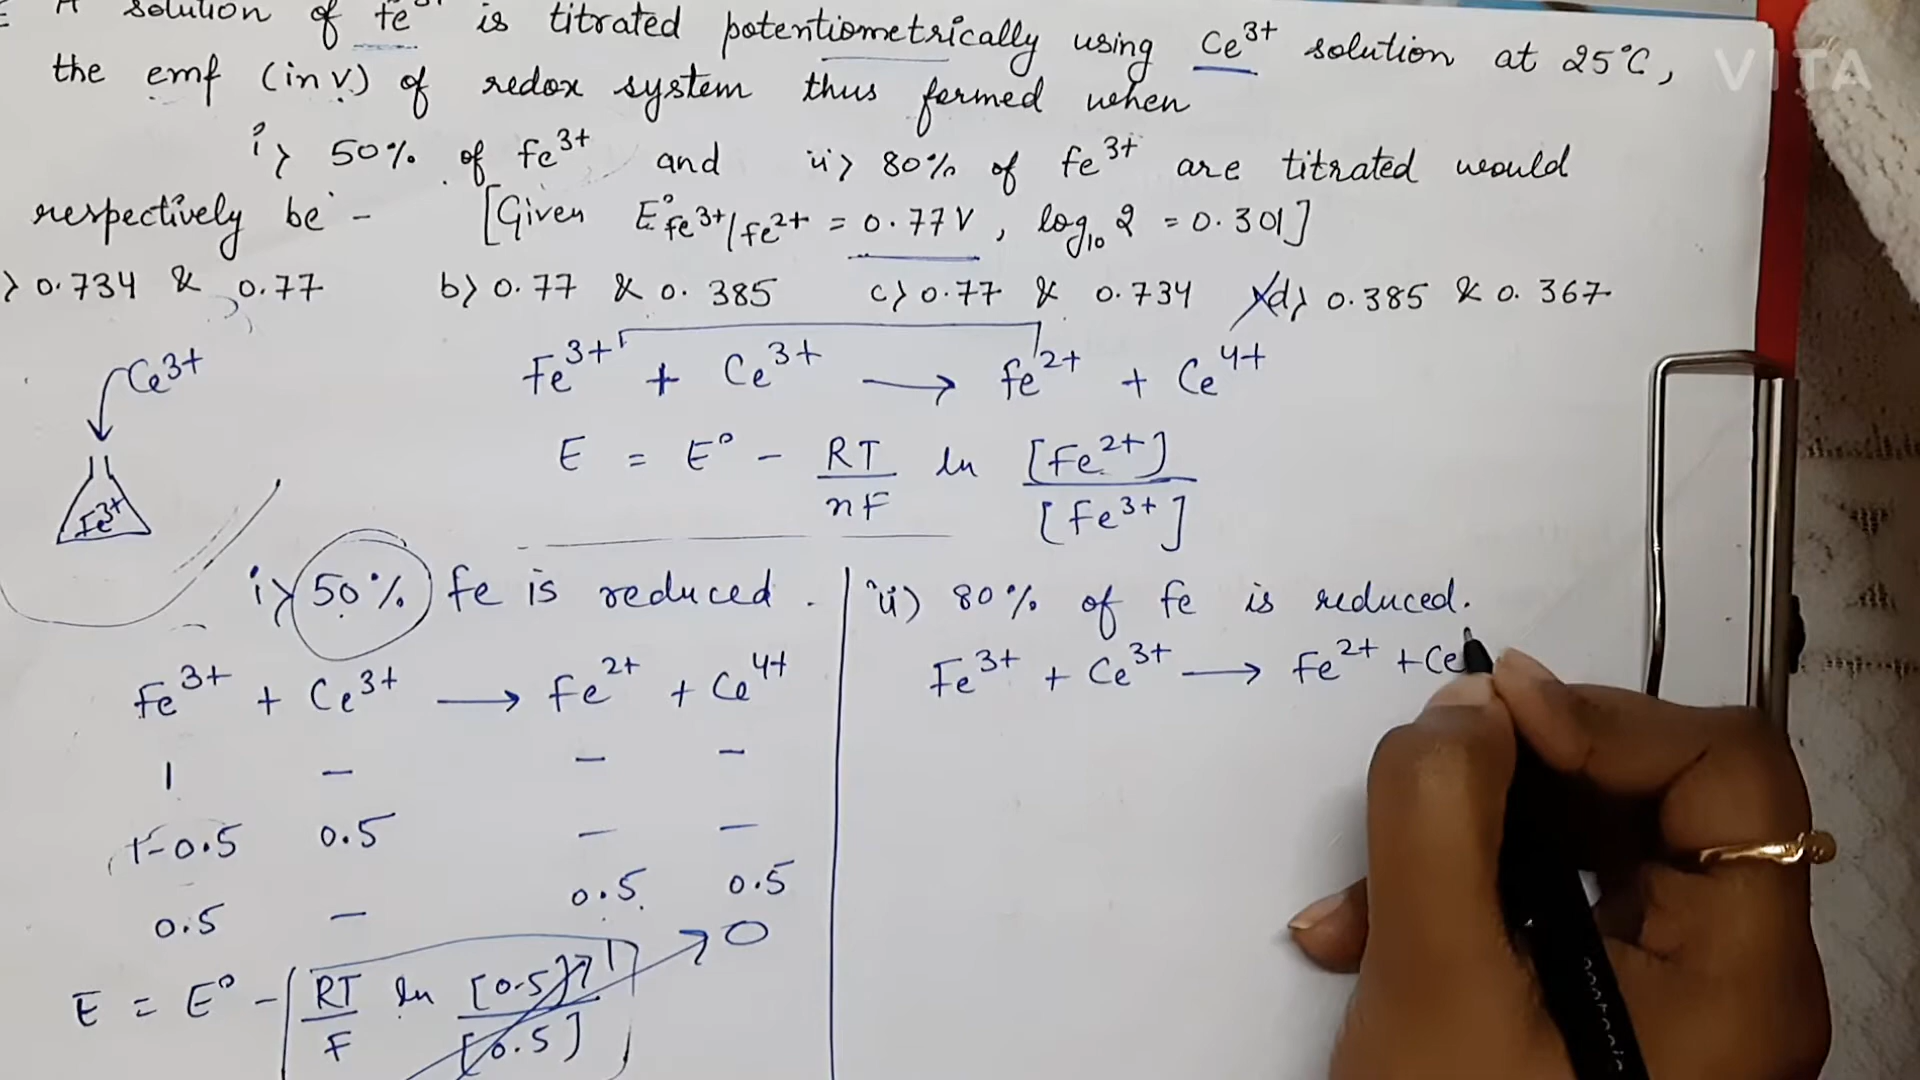 A solution of Fe³⁺ is titrated potentiometrically using Ce³⁺ solution at 25°C,
VITA
the emf (in V) of redox system thus formed when
i> 50% of Fe³⁺ and ii> 80% of Fe³⁺ are titrated would
respectively be - [Given E°Fe³⁺/Fe²⁺ = 0.77V, log₁₀ 2 = 0.301]
> 0.734 & 0.77 b> 0.77 & 0.385 c> 0.77 & 0.734 d> 0.385 & 0.367
Ce³⁺
Fe³⁺
Fe³⁺ + Ce³⁺ ⟶ Fe²⁺ + Ce⁴⁺
E = E° - RT/nF ln [Fe²⁺]/[Fe³⁺]
i> 50% Fe is reduced.
Fe³⁺ + Ce³⁺ ⟶ Fe²⁺ + Ce⁴⁺
1 - - -
1-0.5 0.5 - -
0.5 - 0.5 0.5
E = E° - RT/F ln [0.5]/[0.5] 1 → 0
ii) 80% of Fe is reduced.
Fe³⁺ + Ce³⁺ ⟶ Fe²⁺ + Ce